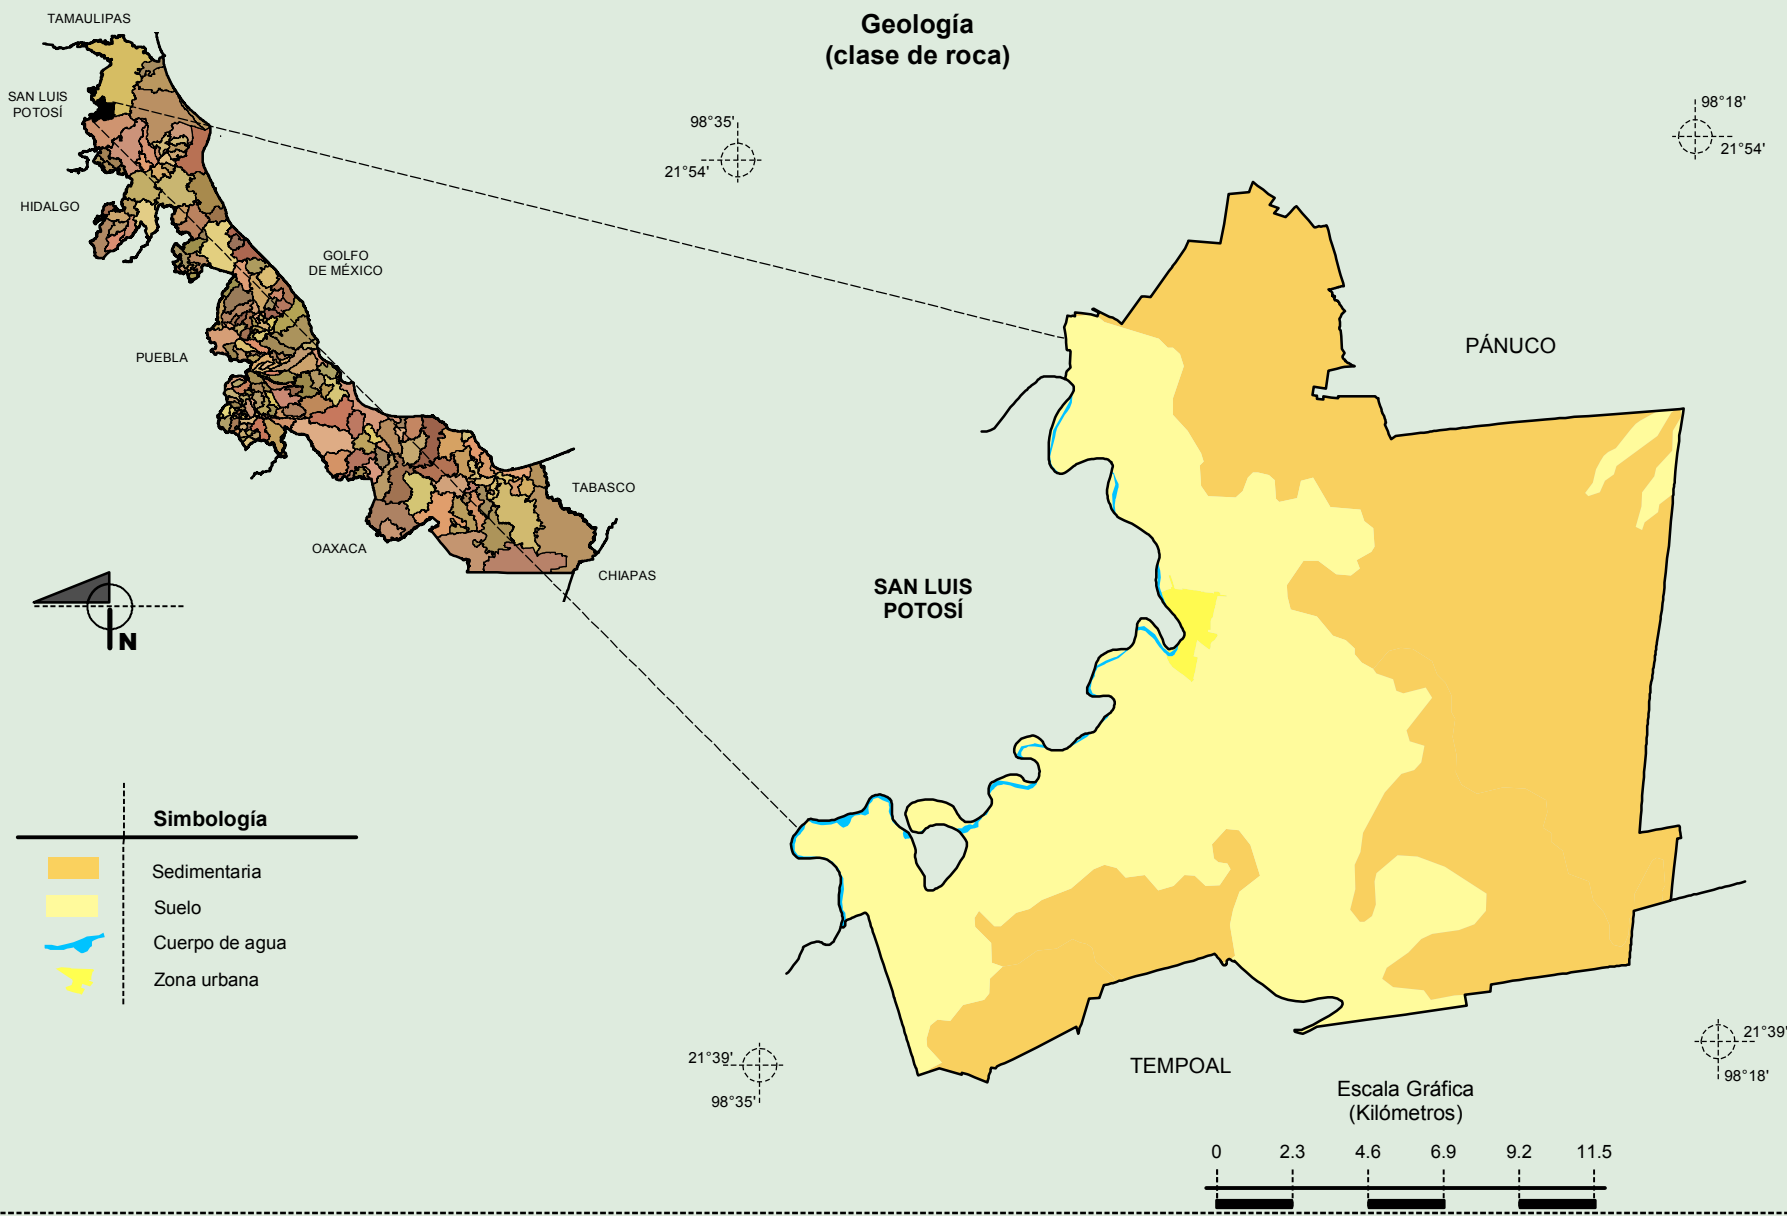 Geología
(clase de roca)
TAMAULIPAS
SAN LUIS
POTOSÍ
HIDALGO
GOLFO
DE MÉXICO
PUEBLA
OAXACA
TABASCO
CHIAPAS
N
98°35'
21°54'
98°18'
21°54'
PÁNUCO
SAN LUIS
POTOSÍ
TEMPOAL
21°39'
98°35'
21°39'
98°18'
Simbología
Sedimentaria
Suelo
Cuerpo de agua
Zona urbana
Escala Gráfica
(Kilómetros)
0 2.3 4.6 6.9 9.2 11.5